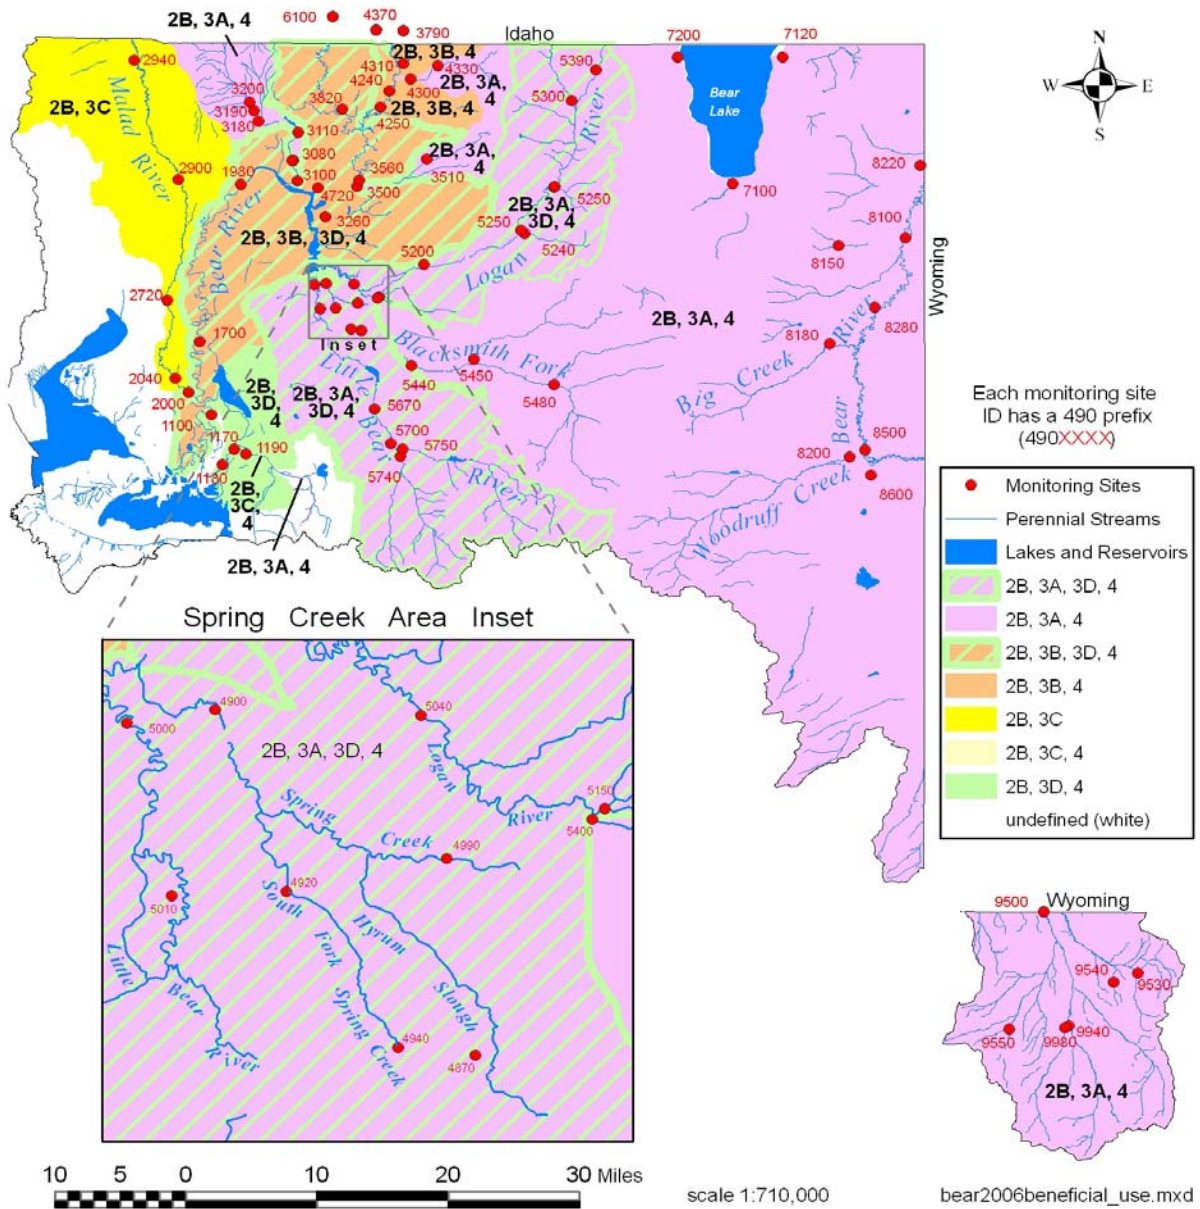 6100
4370
3790
Idaho
7200
7120
2B, 3A, 4
2940
4310
2B, 3B, 4
4330
5390
4240
2B, 3A,
4
4300
2B, 3C
Malad
River
3200
3190
3180
3820
2B, 3B, 4
4250
5300
River
Bear
Lake
3110
3080
2B, 3A,
4
2900
1980
3100
3560
3510
8220
4720
3500
5250
7100
3260
2B, 3A,
3D, 4
2B, 3B, 3D, 4
5250
5240
8100
Bear River
5200
Logan
8150
Wyoming
2720
1700
Inset
2B, 3A, 4
8280
8180
River
Blacksmith Fork
Little
Bear
River
5440
5450
5480
Big Creek
2040
2000
1100
2B,
3D,
4
2B, 3A,
3D, 4
5670
5700
5750
5740
1170
1190
1180
2B,
3C,
4
Bear
8500
8200
8600
Woodruff Creek
2B, 3A, 4
N
W
E
S
Each monitoring site
ID has a 490 prefix
(490XXXX)
Monitoring Sites
Perennial Streams
Lakes and Reservoirs
2B, 3A, 3D, 4
2B, 3A, 4
2B, 3B, 3D, 4
2B, 3B, 4
2B, 3C
2B, 3C, 4
2B, 3D, 4
undefined (white)
Spring Creek Area Inset
4900
5000
5040
2B, 3A, 3D, 4
Logan
River
5150
5400
Spring
Creek
4990
4920
South
Fork
Spring Creek
Hyrum
Slough
5010
Little
Bear
River
4940
4870
9500
Wyoming
9540
9530
9550
9980
9940
2B, 3A, 4
10 5 0 10 20 30 Miles
scale 1:710,000
bear2006beneficial_use.mxd